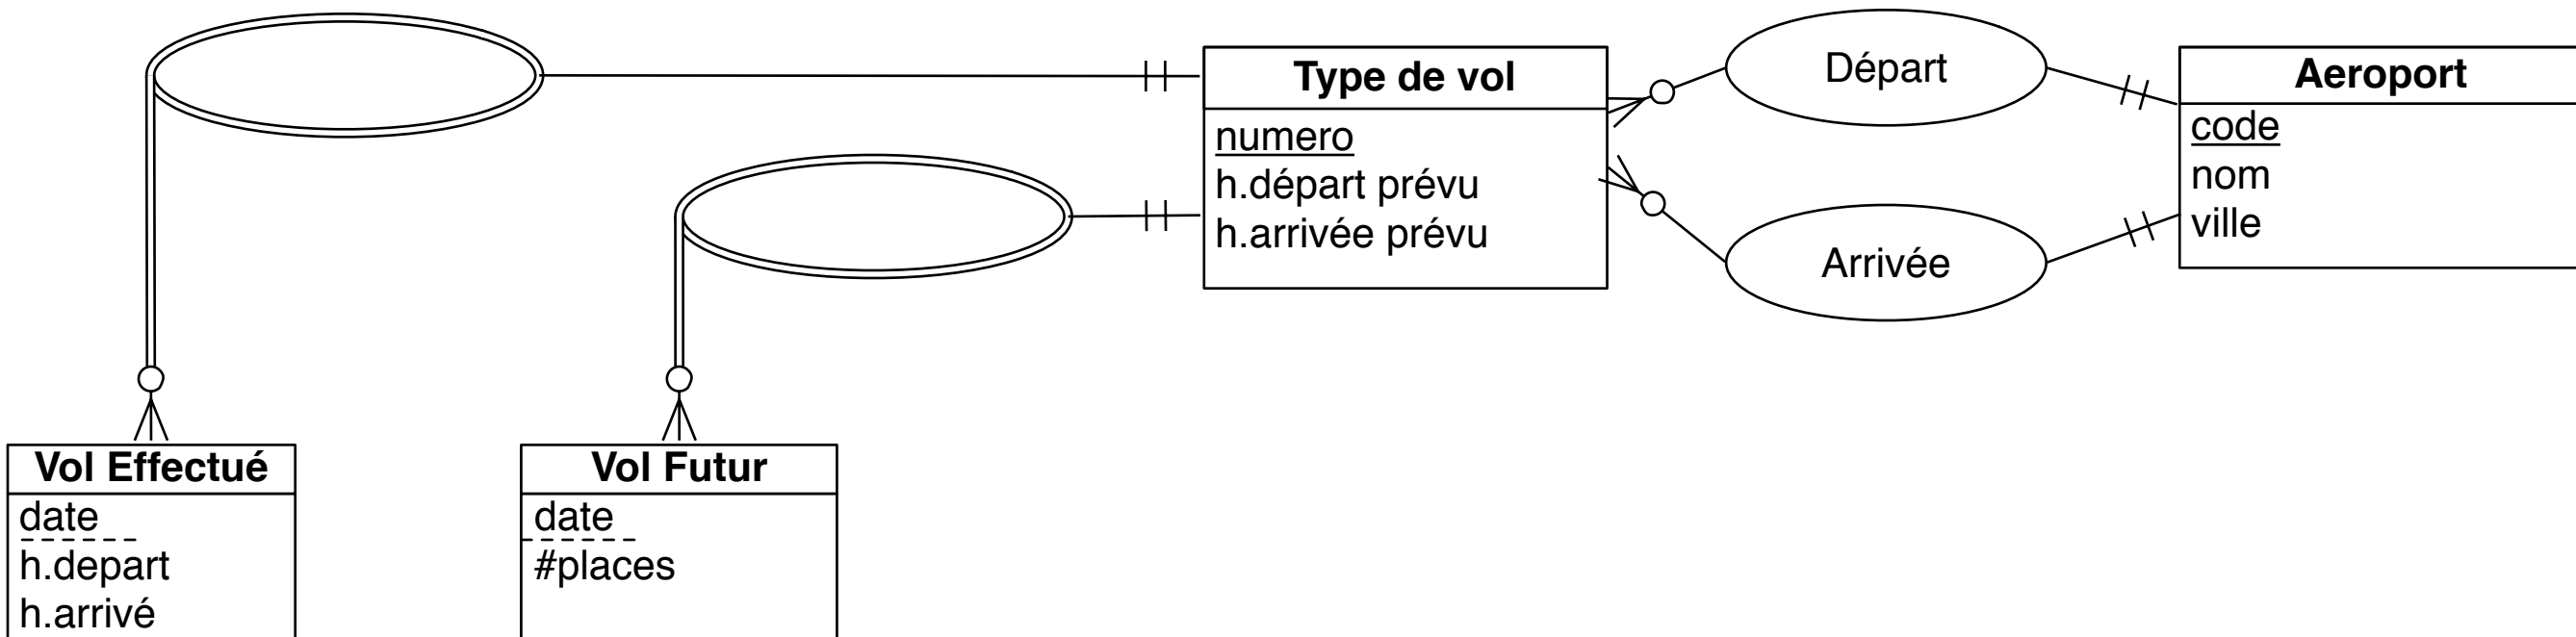 Départ
Type de vol
numero
h.départ prévu
h.arrivée prévu
Arrivée
Aeroport
code
nom
ville
Vol Effectué
date
h.depart
h.arrivé
Vol Futur
date
#places